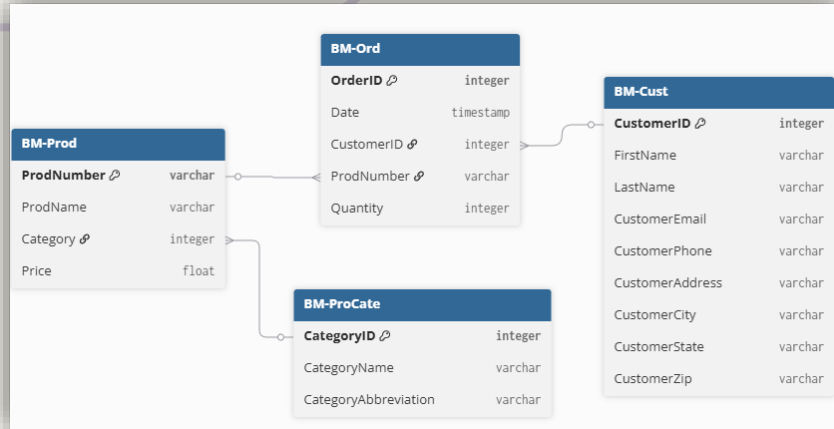 BM-Prod
ProdNumber varchar
ProdName varchar
Category integer
Price float
BM-Ord
OrderID integer
Date timestamp
CustomerID integer
ProdNumber varchar
Quantity integer
BM-ProCate
CategoryID integer
CategoryName varchar
CategoryAbbreviation varchar
BM-Cust
CustomerID integer
FirstName varchar
LastName varchar
CustomerEmail varchar
CustomerPhone varchar
CustomerAddress varchar
CustomerCity varchar
CustomerState varchar
CustomerZip varchar